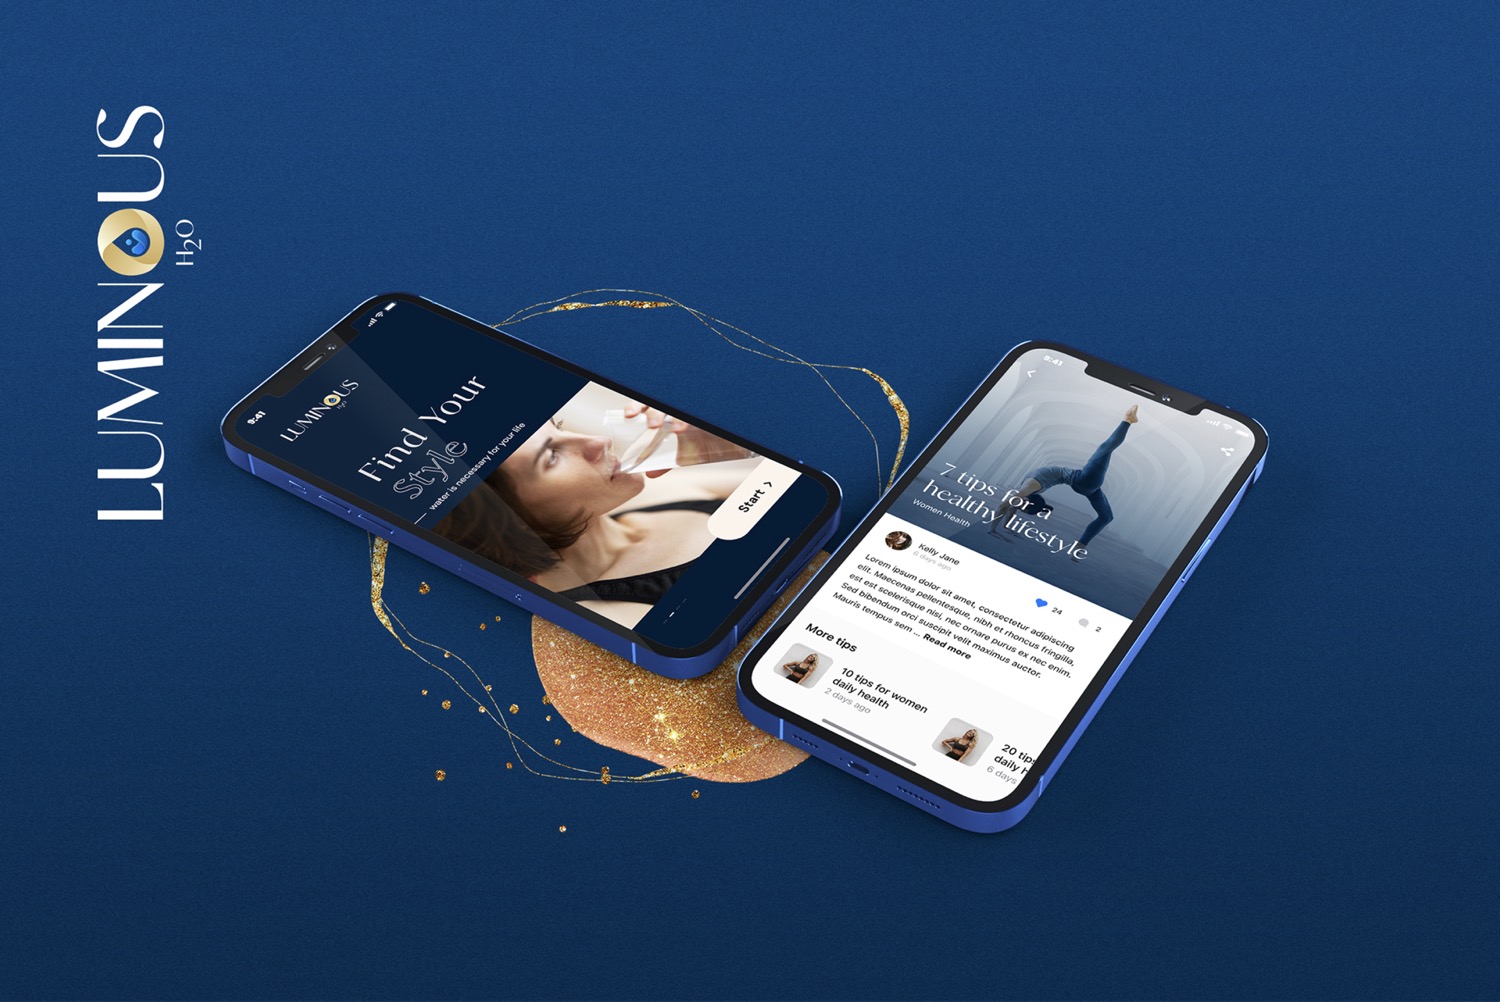 LUMINOUS
H2O
9:41
LUMINOUS
H2O
Find Your
Style
water is necessary for your life
Start >
9:41
7 tips for a
healthy lifestyle
Women Health
Kelly Jane
6 days ago
24
2
Lorem ipsum dolor sit amet, consectetur adipiscing
elit. Maecenas pellentesque, nibh et rhoncus fringilla,
est est scelerisque nisi, nec ornare purus ex nec enim.
Sed bibendum orci suscipit velit maximus auctor.
Mauris tempus sem ... Read more
More tips
10 tips for women
daily health
2 days ago
20 tips
daily h
6 days